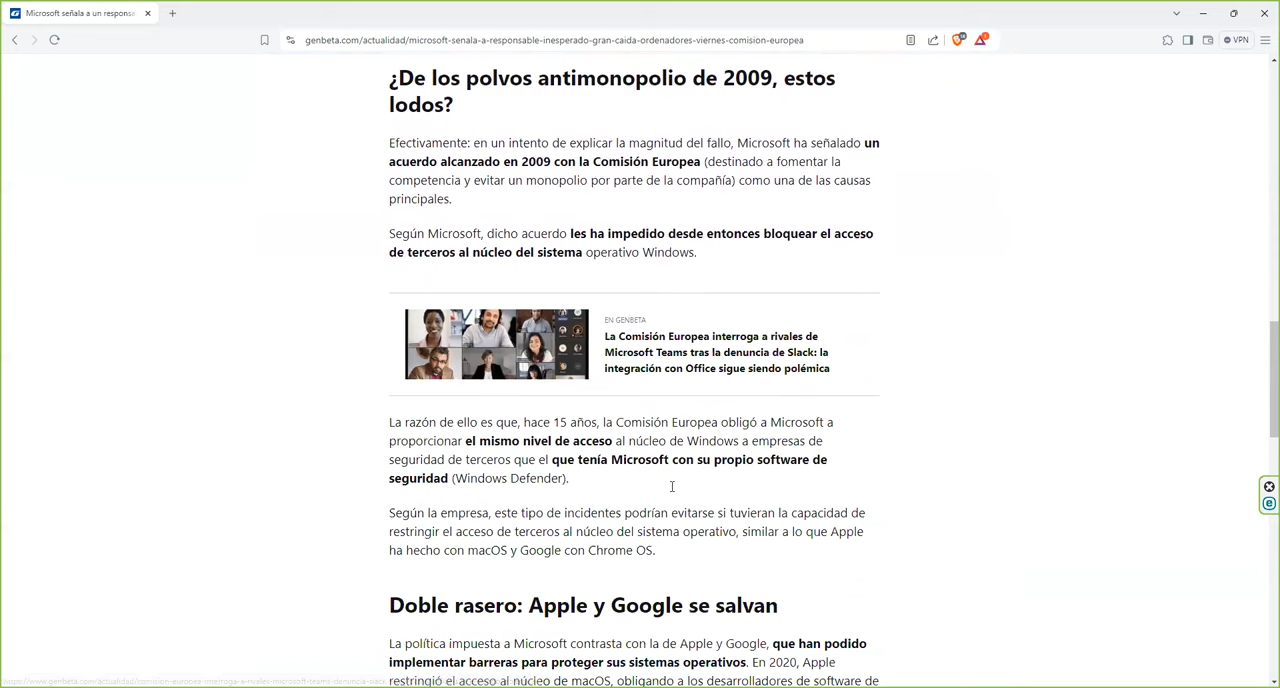 Microsoft señala a un responsa
genbeta.com/actualidad/microsoft-senala-a-responsable-inesperado-gran-caida-ordenadores-viernes-comision-europea
VPN
¿De los polvos antimonopolio de 2009, estos
lodos?
Efectivamente: en un intento de explicar la magnitud del fallo, Microsoft ha señalado un
acuerdo alcanzado en 2009 con la Comisión Europea (destinado a fomentar la
competencia y evitar un monopolio por parte de la compañía) como una de las causas
principales.
Según Microsoft, dicho acuerdo les ha impedido desde entonces bloquear el acceso
de terceros al núcleo del sistema operativo Windows.
EN GENBETA
La Comisión Europea interroga a rivales de
Microsoft Teams tras la denuncia de Slack: la
integración con Office sigue siendo polémica
La razón de ello es que, hace 15 años, la Comisión Europea obligó a Microsoft a
proporcionar el mismo nivel de acceso al núcleo de Windows a empresas de
seguridad de terceros que el que tenía Microsoft con su propio software de
seguridad (Windows Defender).
Según la empresa, este tipo de incidentes podrían evitarse si tuvieran la capacidad de
restringir el acceso de terceros al núcleo del sistema operativo, similar a lo que Apple
ha hecho con macOS y Google con Chrome OS.
Doble rasero: Apple y Google se salvan
La política impuesta a Microsoft contrasta con la de Apple y Google, que han podido
implementar barreras para proteger sus sistemas operativos. En 2020, Apple
restringió el acceso al núcleo de macOS, obligando a los desarrolladores de software de